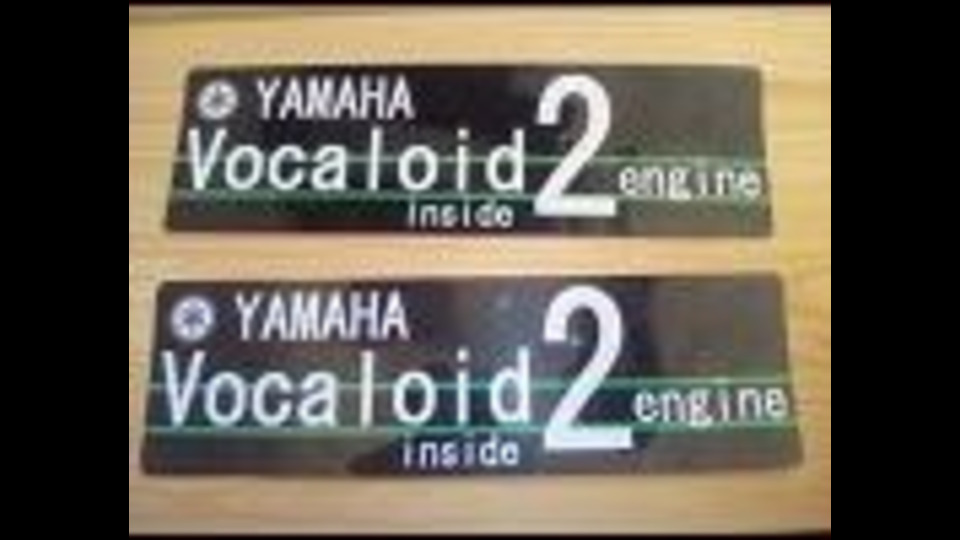 YAMAHA
Vocaloid2 engine
inside
YAMAHA
Vocaloid2 engine
inside